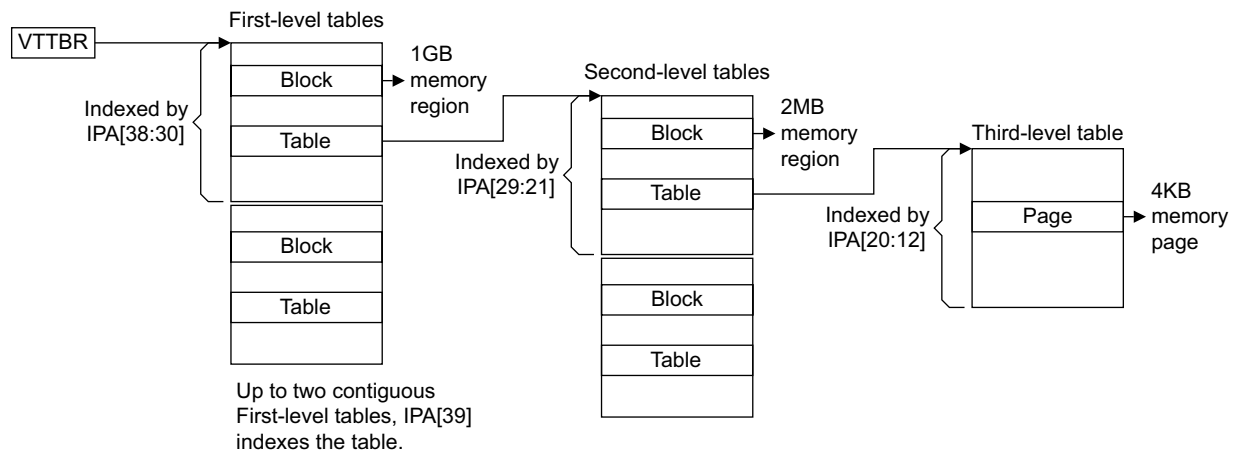 First-level tables
VTTBR
Block
1GB
memory
region
Table
Indexed by
IPA[38:30]
Block
Table
Up to two contiguous
First-level tables, IPA[39]
indexes the table.
Second-level tables
Block
2MB
memory
region
Table
Indexed by
IPA[29:21]
Block
Table
Third-level table
Indexed by
IPA[20:12]
Page
4KB
memory
page